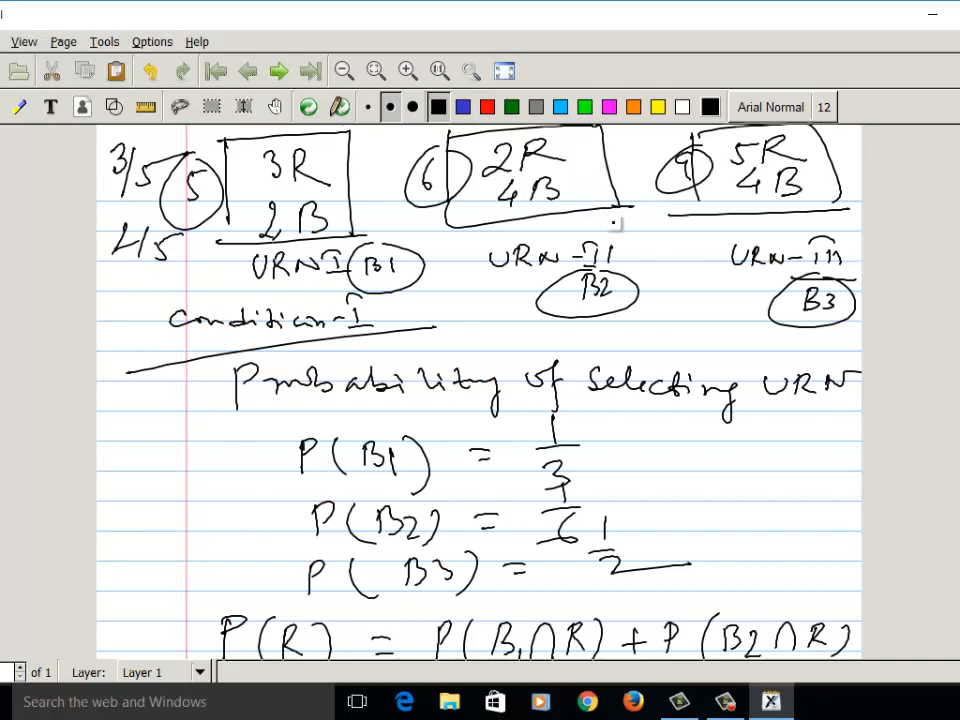 View Page Tools Options Help
Arial Normal 12
3/5 5 3R 6 2R 9 5R
2B 4B 4B
2/5
URN I B1 URN-II URN-III
B2 B3
Condition-I
Probability of Selecting URN
P(B1) = 1/3
P(B2) = 1/6
P(B3) = 1/2
P(R) = P(B1∩R) + P(B2∩R)
of 1 Layer: Layer 1
Search the web and Windows